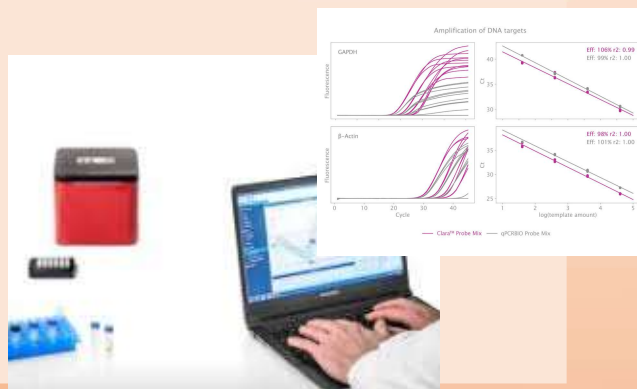 Amplification of DNA targets
GAPDH
Fluorescence
Ct
40
35
30
Eff: 106% r2: 0.99
Eff: 99% r2: 1.00
β-Actin
Fluorescence
Ct
35
30
25
Eff: 98% r2: 1.00
Eff: 101% r2: 1.00
0 10 20 30 40
Cycle
1 2 3 4 5
log(template amount)
Clara™ Probe Mix qPCRBIO Probe Mix